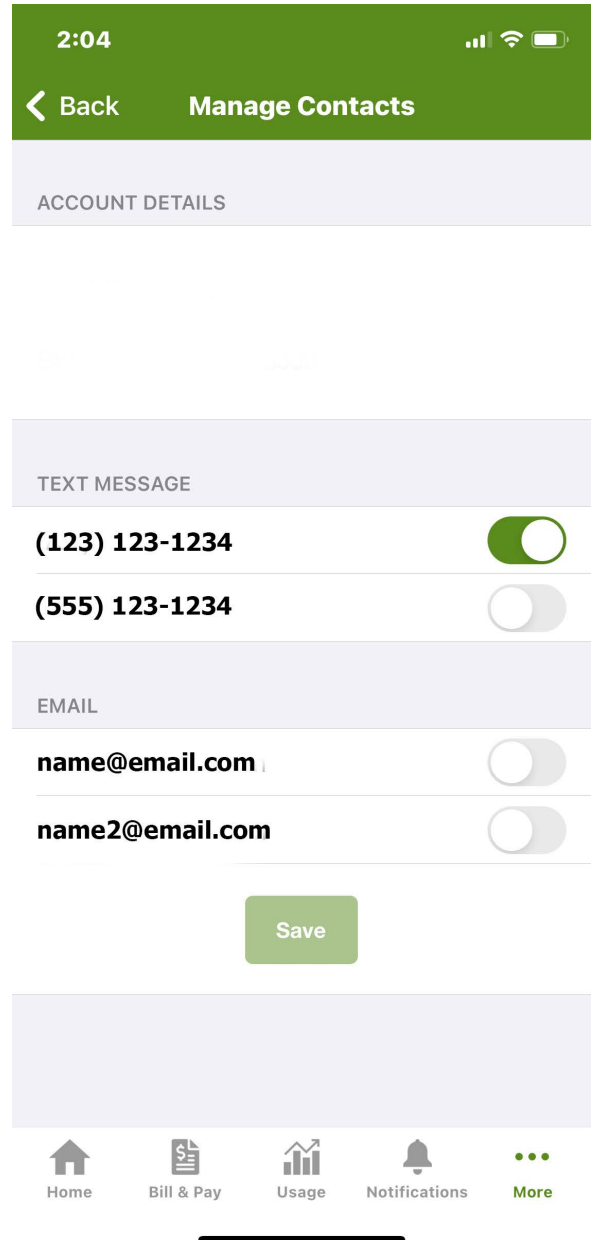 2:04
Back Manage Contacts
ACCOUNT DETAILS
TEXT MESSAGE
(123) 123-1234
(555) 123-1234
EMAIL
name@email.com
name2@email.com
Save
Home Bill & Pay Usage Notifications More